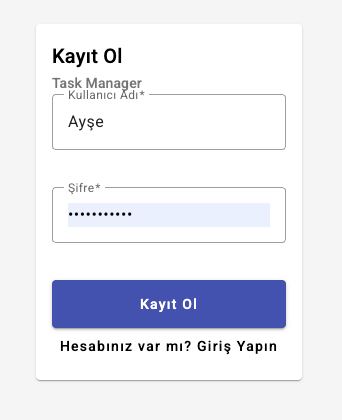 Kayıt Ol
Task Manager
Kullanıcı Adı*
Ayşe
Şifre*
•••••••••••
Kayıt Ol
Hesabınız var mı? Giriş Yapın